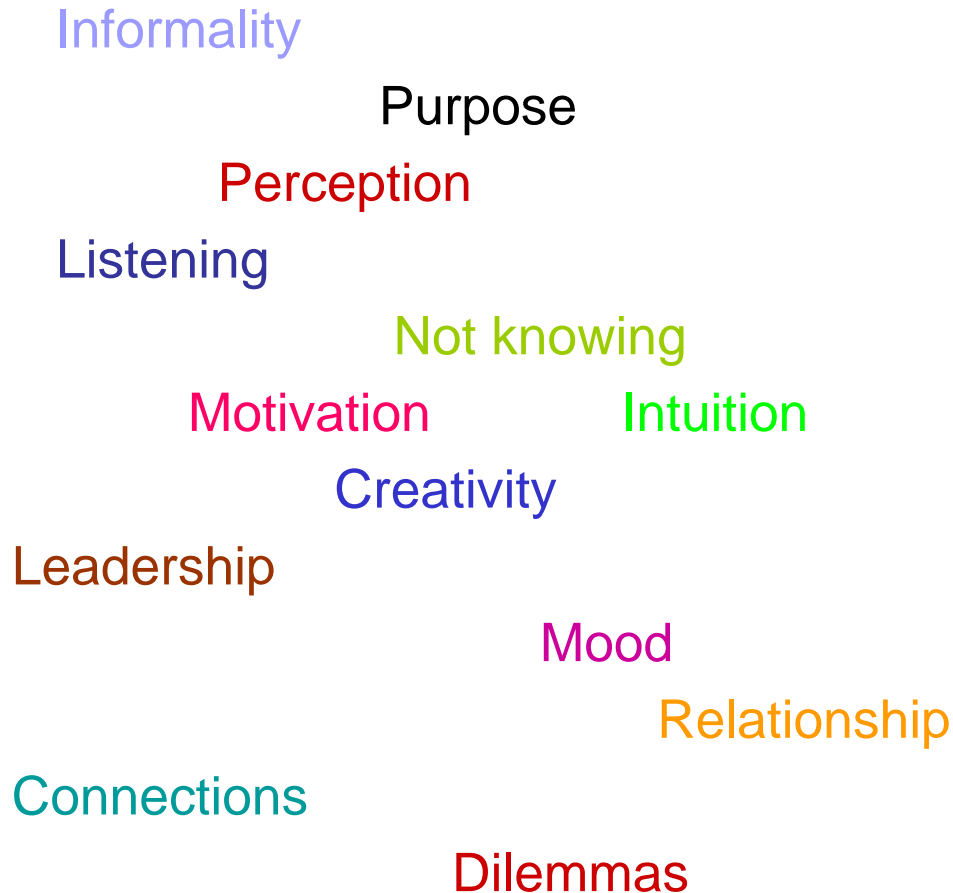 Informality
Purpose
Perception
Listening
Not knowing
Motivation Intuition
Creativity
Leadership
Mood
Relationship
Connections
Dilemmas